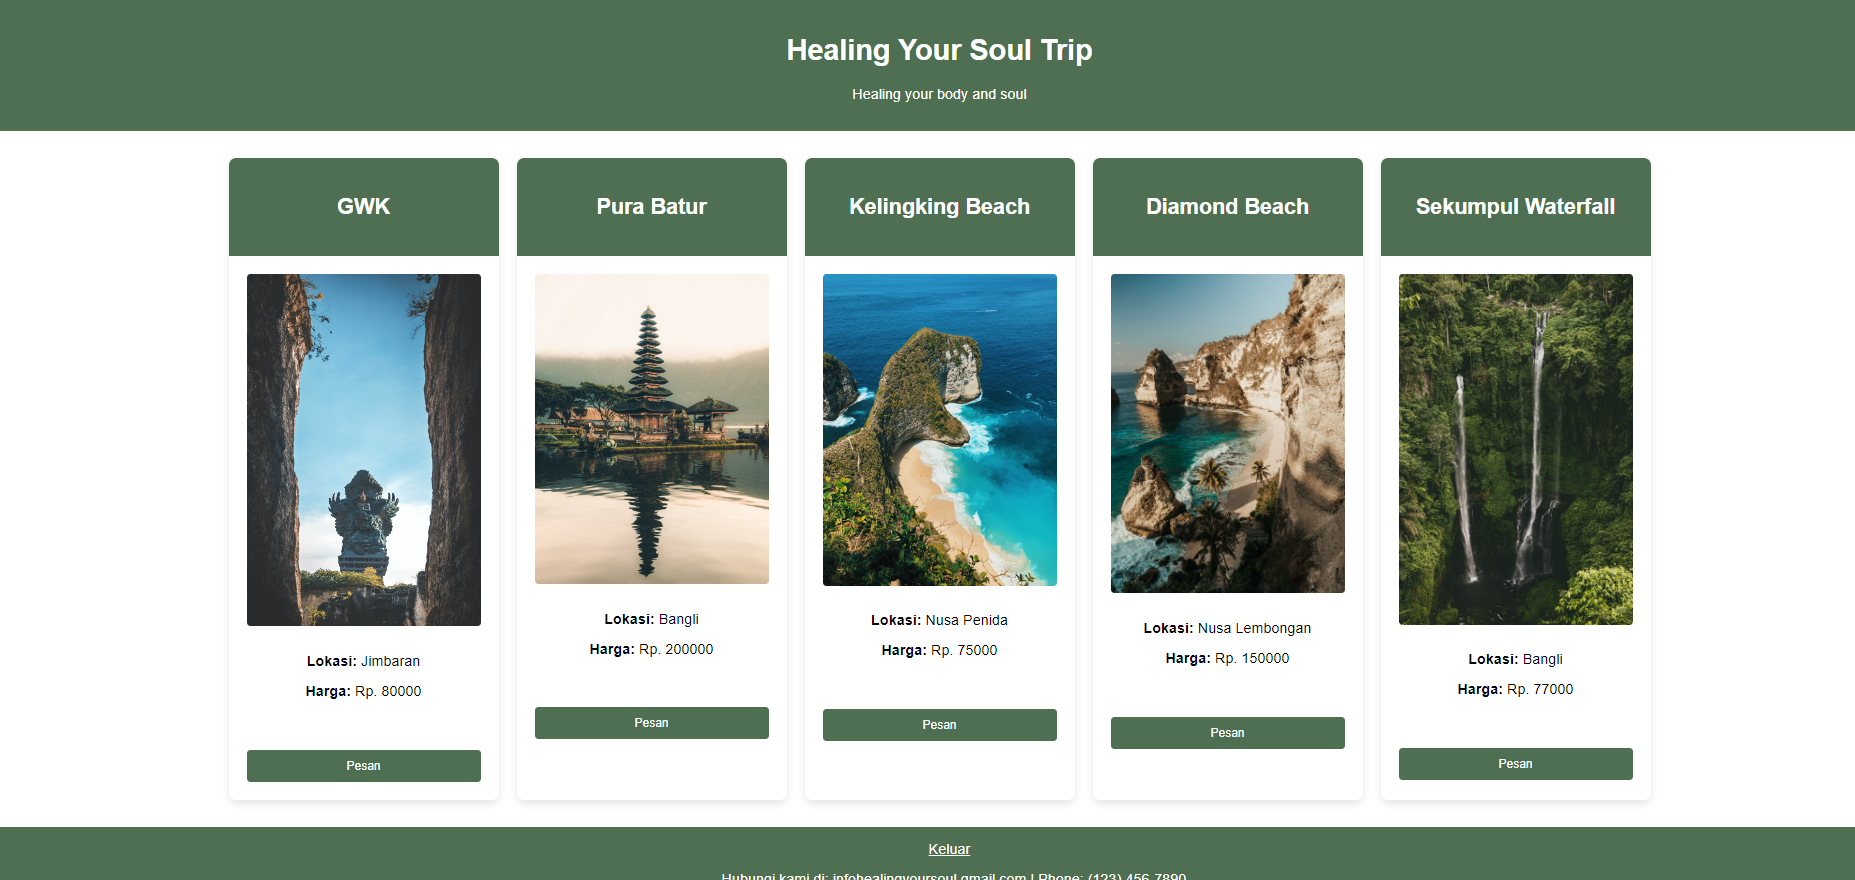 Healing Your Soul Trip
Healing your body and soul
GWK
Lokasi: Jimbaran
Harga: Rp. 80000
Pesan
Pura Batur
Lokasi: Bangli
Harga: Rp. 200000
Pesan
Kelingking Beach
Lokasi: Nusa Penida
Harga: Rp. 75000
Pesan
Diamond Beach
Lokasi: Nusa Lembongan
Harga: Rp. 150000
Pesan
Sekumpul Waterfall
Lokasi: Bangli
Harga: Rp. 77000
Pesan
Keluar
Hubungi kami di: infohealingyoursoul.gmail.com | Phone: (123) 456-7890